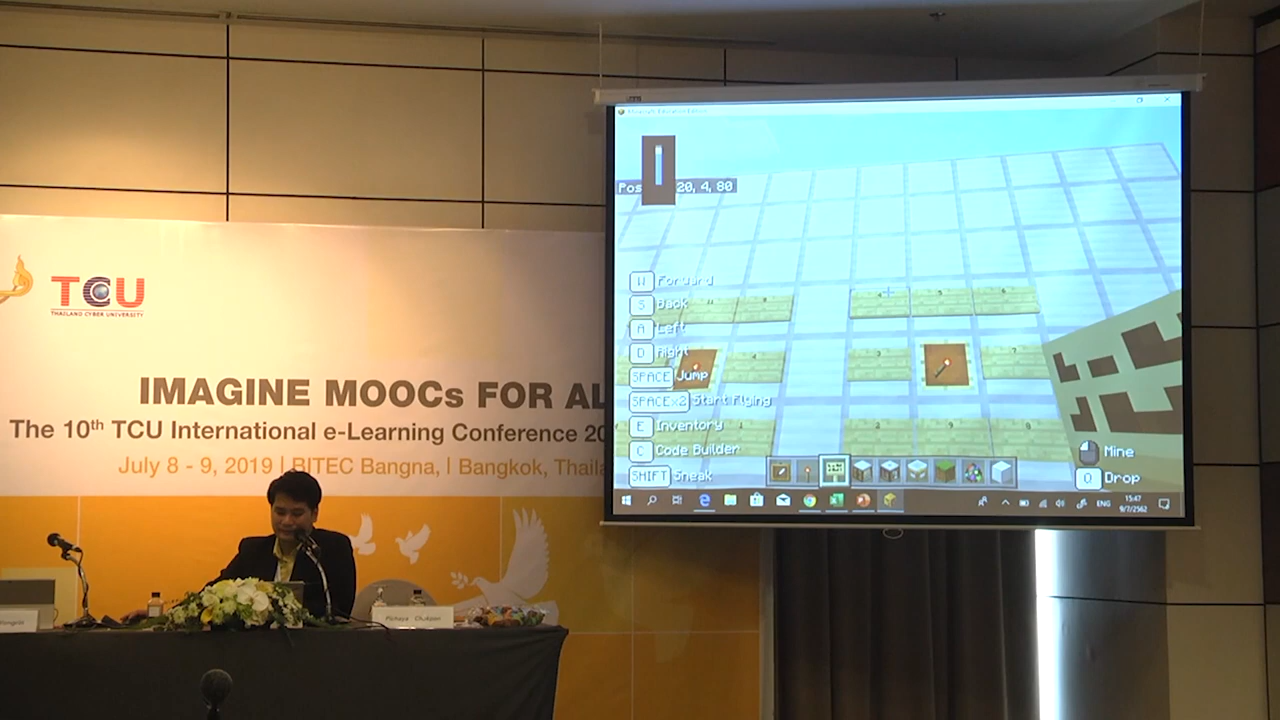 TCU
THAILAND CYBER UNIVERSITY
IMAGINE MOOCs FOR AL
The 10th TCU International e-Learning Conference 20
July 8 - 9, 2019 | BITEC Bangna, | Bangkok, Thaila
Pos
20, 4, 80
W Forward
S Back
A Left
D Right
SPACE Jump
SPACEx2 Start Flying
E Inventory
C Code Builder
SHIFT Sneak
Mine
Q Drop
ENG
15:47
9/7/2562
Pichaya